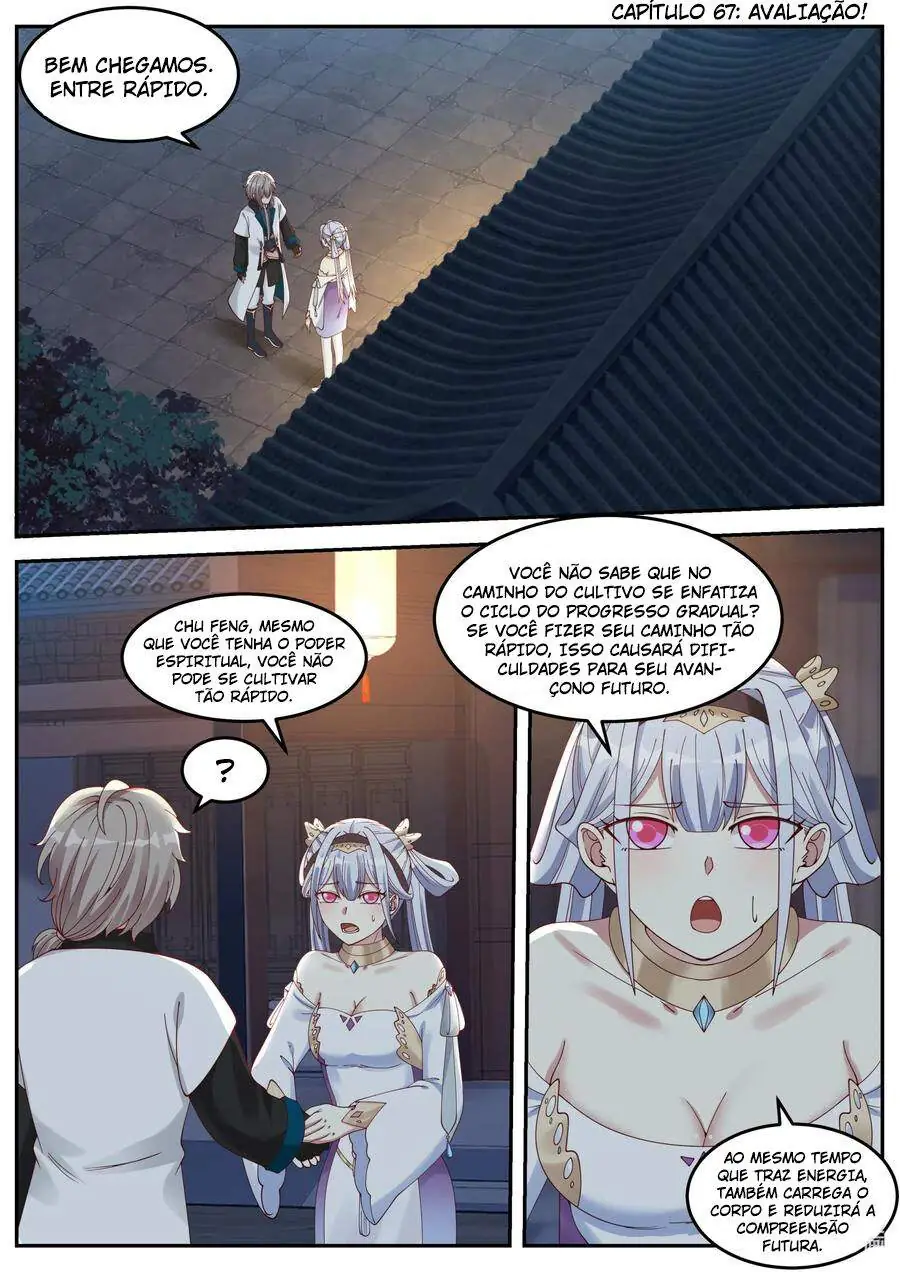 CAPÍTULO 67: AVALIAÇÃO!
BEM CHEGAMOS.
ENTRE RÁPIDO.
CHU FENG, MESMO
QUE VOCÊ TENHA O PODER
ESPIRITUAL, VOCÊ NÃO
PODE SE CULTIVAR
TÃO RÁPIDO.
?
VOCÊ NÃO SABE QUE NO
CAMINHO DO CULTIVO SE ENFATIZA
O CICLO DO PROGRESSO GRADUAL?
SE VOCÊ FIZER SEU CAMINHO TÃO
RÁPIDO, ISSO CAUSARÁ DIFI-
CULDADES PARA SEU AVAN-
ÇONO FUTURO.
AO MESMO TEMPO
QUE TRAZ ENERGIA,
TAMBÉM CARREGA O
CORPO E REDUZIRÁ A
COMPREENSÃO
FUTURA.